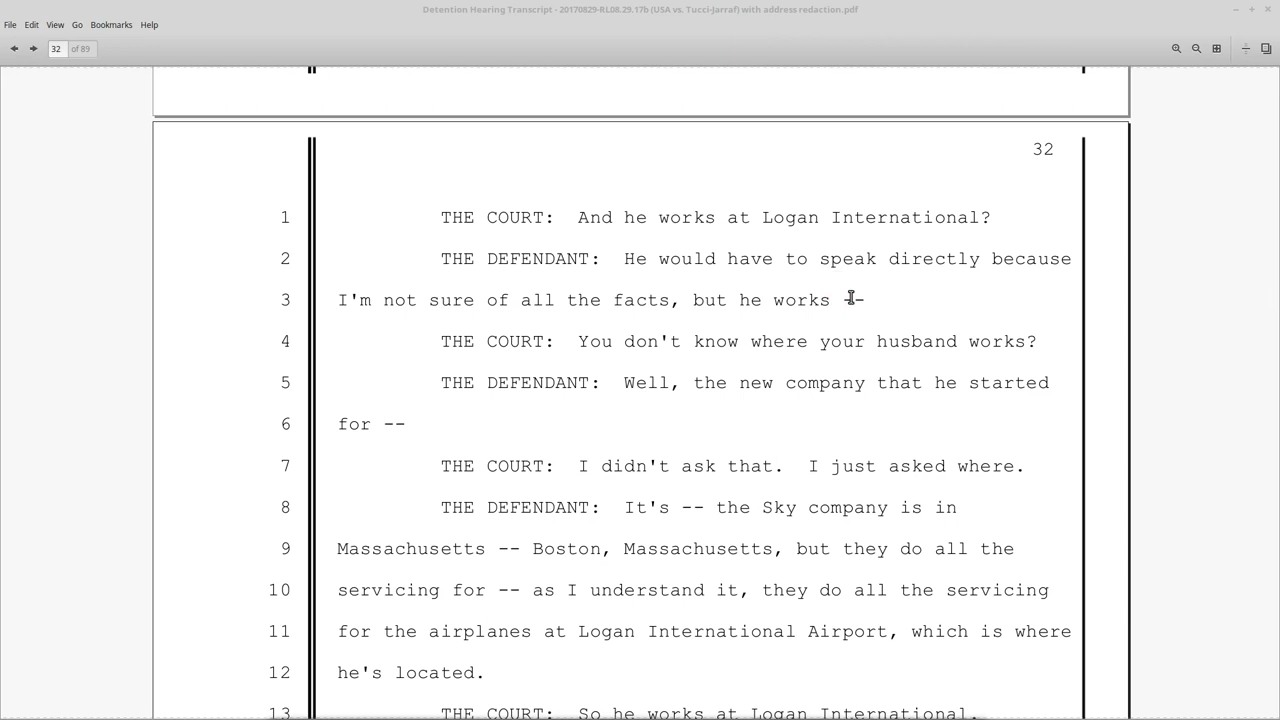 Detention Hearing Transcript - 20170829-RL08.29.17b (USA vs. Tucci-Jarraf) with address redaction.pdf
File Edit View Go Bookmarks Help
32 of 89
32
1 THE COURT: And he works at Logan International?
2 THE DEFENDANT: He would have to speak directly because
3 I'm not sure of all the facts, but he works --
4 THE COURT: You don't know where your husband works?
5 THE DEFENDANT: Well, the new company that he started
6 for --
7 THE COURT: I didn't ask that. I just asked where.
8 THE DEFENDANT: It's -- the Sky company is in
9 Massachusetts -- Boston, Massachusetts, but they do all the
10 servicing for -- as I understand it, they do all the servicing
11 for the airplanes at Logan International Airport, which is where
12 he's located.
13 THE COURT: So he works at Logan International.